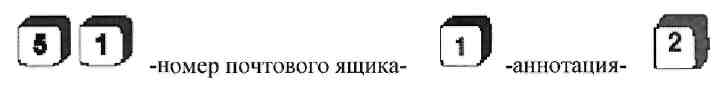 5 1 -номер почтового ящика- 1 -аннотация- 2